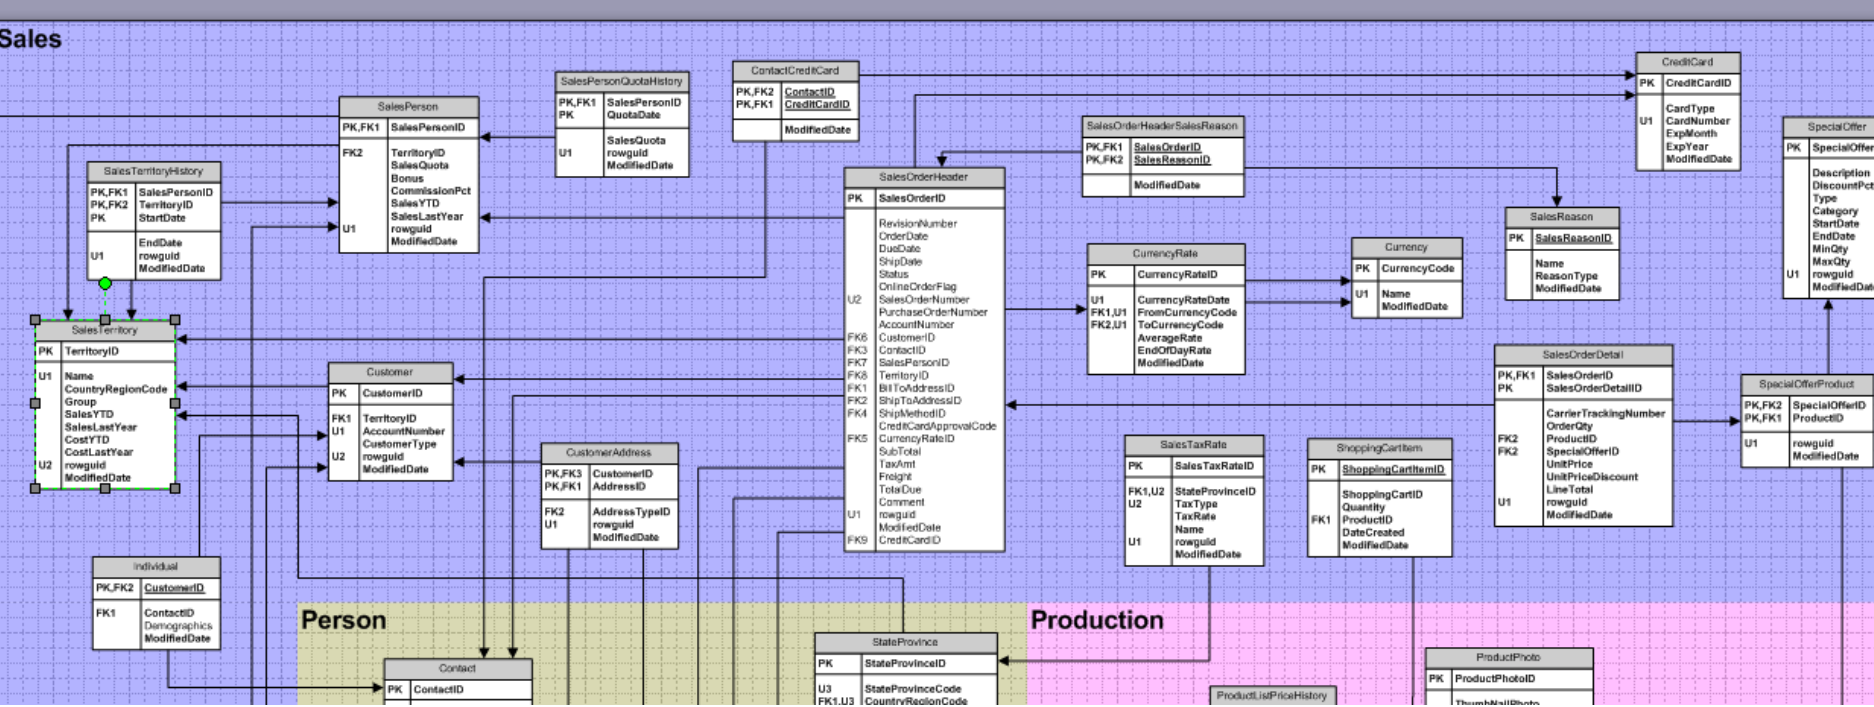 Sales
SalesPerson
PK,FK1 SalesPersonID
FK2 TerritoryID
SalesQuota
Bonus
CommissionPct
SalesYTD
SalesLastYear
U1 rowguid
ModifiedDate
SalesPersonQuotaHistory
PK,FK1 SalesPersonID
PK QuotaDate
SalesQuota
U1 rowguid
ModifiedDate
ContactCreditCard
PK,FK2 ContactID
PK,FK1 CreditCardID
ModifiedDate
CreditCard
PK CreditCardID
CardType
U1 CardNumber
ExpMonth
ExpYear
ModifiedDate
SalesOrderHeaderSalesReason
PK,FK1 SalesOrderID
PK,FK2 SalesReasonID
ModifiedDate
SpecialOffer
PK SpecialOffer
Description
DiscountPct
Type
Category
StartDate
EndDate
MinQty
MaxQty
U1 rowguid
ModifiedDate
SalesTerritoryHistory
PK,FK1 SalesPersonID
PK,FK2 TerritoryID
PK StartDate
EndDate
U1 rowguid
ModifiedDate
SalesOrderHeader
PK SalesOrderID
RevisionNumber
OrderDate
DueDate
ShipDate
Status
OnlineOrderFlag
U2 SalesOrderNumber
PurchaseOrderNumber
AccountNumber
FK6 CustomerID
FK3 ContactID
FK7 SalesPersonID
FK8 TerritoryID
FK1 BillToAddressID
FK2 ShipToAddressID
FK4 ShipMethodID
CreditCardApprovalCode
FK5 CurrencyRateID
SubTotal
TaxAmt
Freight
TotalDue
Comment
U1 rowguid
ModifiedDate
FK9 CreditCardID
SalesReason
PK SalesReasonID
Name
ReasonType
ModifiedDate
CurrencyRate
PK CurrencyRateID
U1 CurrencyRateDate
FK1,U1 FromCurrencyCode
FK2,U1 ToCurrencyCode
AverageRate
EndOfDayRate
ModifiedDate
Currency
PK CurrencyCode
U1 Name
ModifiedDate
SalesTerritory
PK TerritoryID
U1 Name
CountryRegionCode
Group
SalesYTD
SalesLastYear
CostYTD
CostLastYear
U2 rowguid
ModifiedDate
Customer
PK CustomerID
FK1 TerritoryID
U1 AccountNumber
CustomerType
U2 rowguid
ModifiedDate
SalesOrderDetail
PK,FK1 SalesOrderID
PK SalesOrderDetailID
CarrierTrackingNumber
OrderQty
FK2 ProductID
FK2 SpecialOfferID
UnitPrice
UnitPriceDiscount
LineTotal
U1 rowguid
ModifiedDate
SpecialOfferProduct
PK,FK2 SpecialOfferID
PK,FK1 ProductID
U1 rowguid
ModifiedDate
CustomerAddress
PK,FK3 CustomerID
PK,FK1 AddressID
FK2 AddressTypeID
U1 rowguid
ModifiedDate
SalesTaxRate
PK SalesTaxRateID
FK1,U2 StateProvinceID
U2 TaxType
TaxRate
Name
U1 rowguid
ModifiedDate
ShoppingCartItem
PK ShoppingCartItemID
ShoppingCartID
Quantity
FK1 ProductID
DateCreated
ModifiedDate
Individual
PK,FK2 CustomerID
FK1 ContactID
Demographics
ModifiedDate
Person
Production
Contact
PK ContactID
StateProvince
PK StateProvinceID
U3 StateProvinceCode
FK1,U3 CountryRegionCode
ProductPhoto
PK ProductPhotoID
ThumbNailPhoto
ProductListPriceHistory